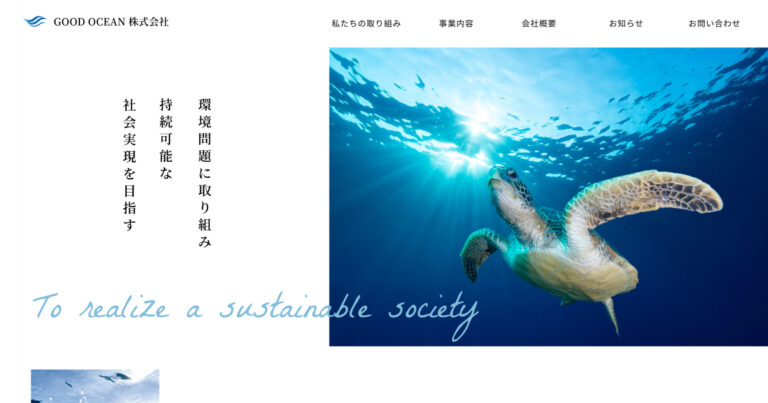 GOOD OCEAN 株式会社
私たちの取り組み
事業内容
会社概要
お知らせ
お問い合わせ
環境問題に取り組み
持続可能な
社会実現を目指す
To realize a sustainable society